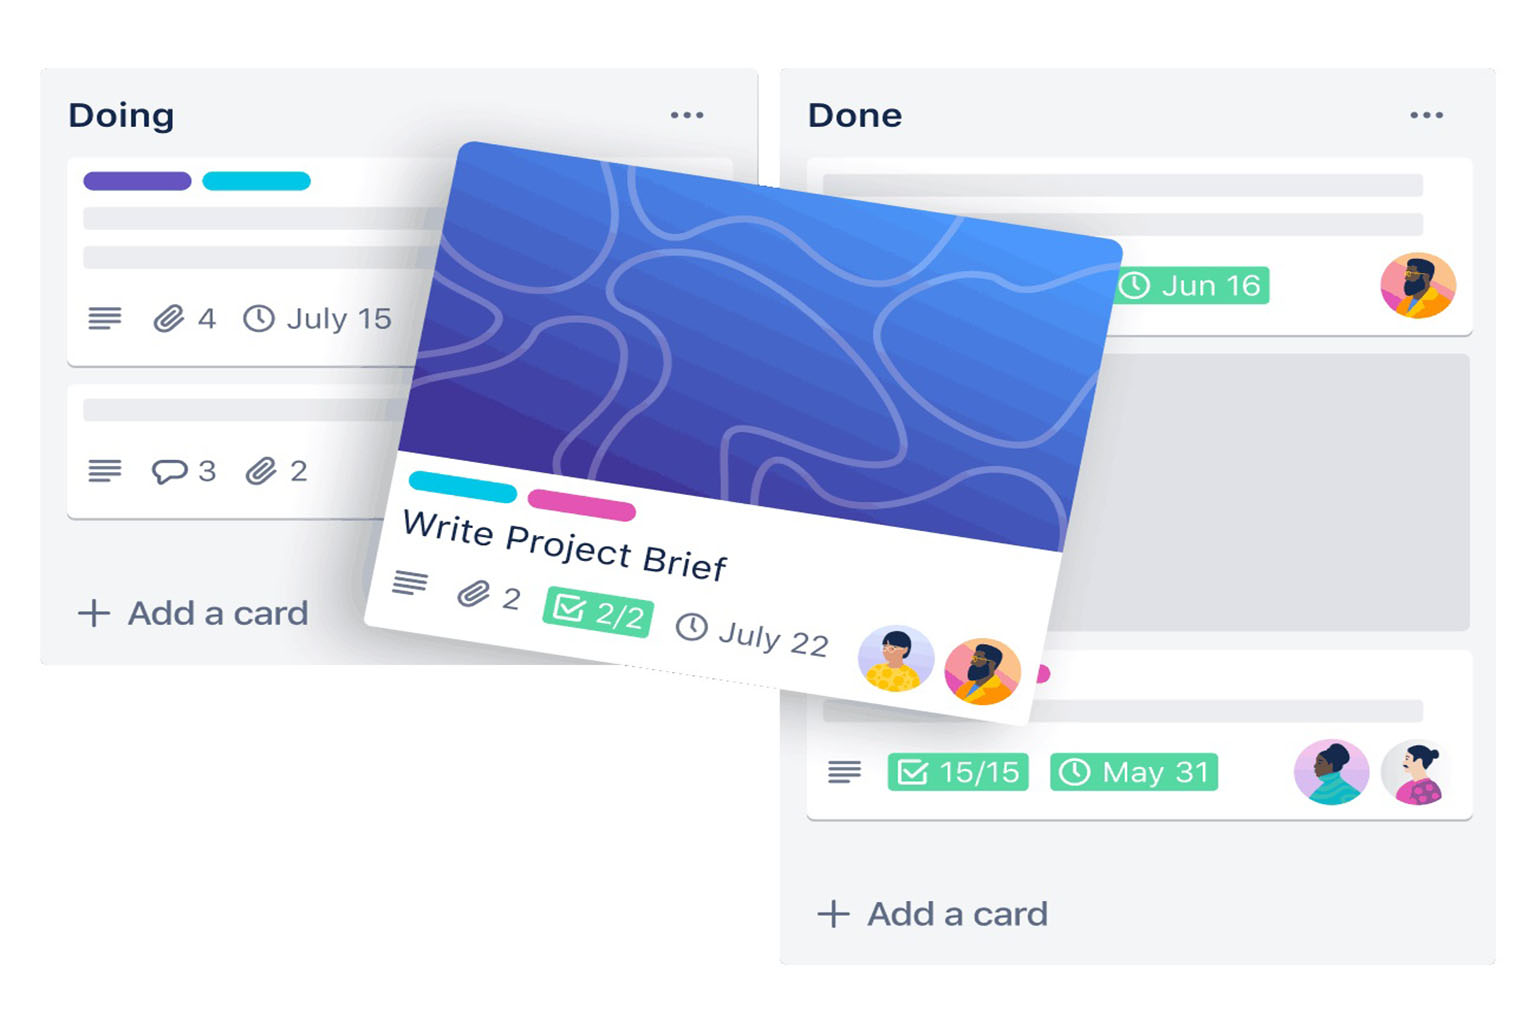 Doing
4
July 15
3
2
Add a card
Write Project Brief
2
2/2
July 22
Done
Jun 16
15/15
May 31
Add a card